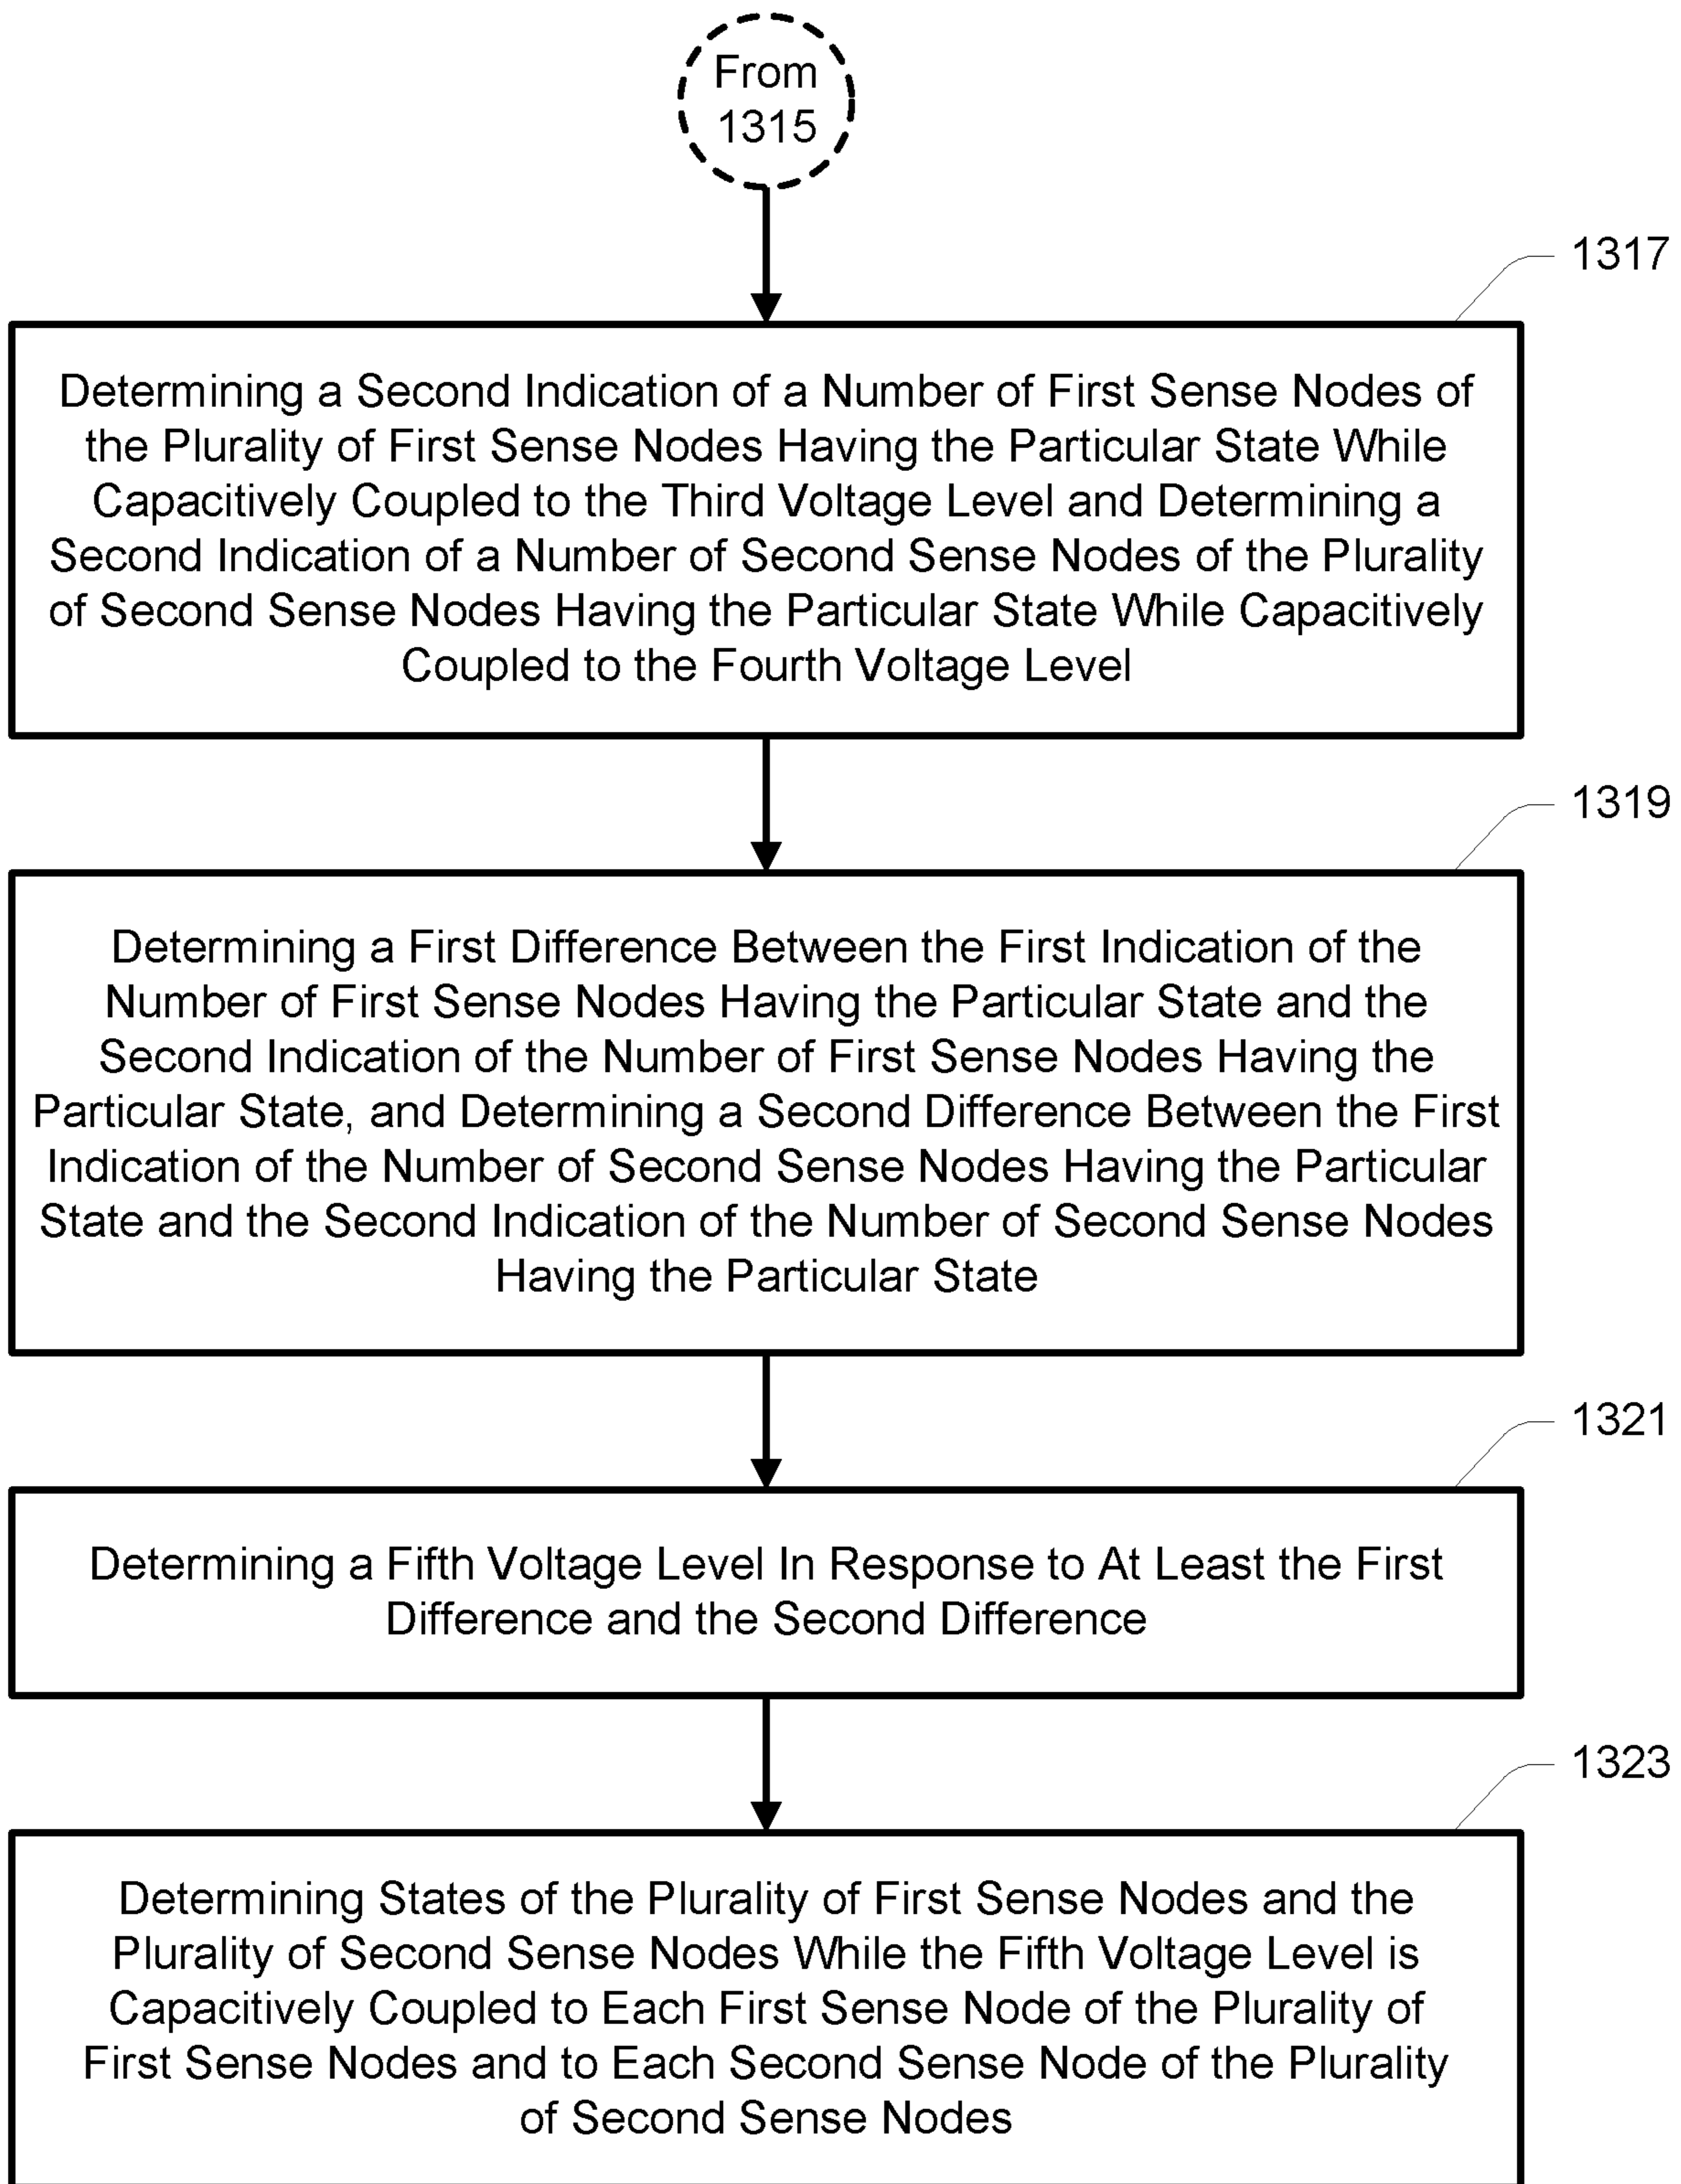 From
1315
1317
Determining a Second Indication of a Number of First Sense Nodes of
the Plurality of First Sense Nodes Having the Particular State While
Capacitively Coupled to the Third Voltage Level and Determining a
Second Indication of a Number of Second Sense Nodes of the Plurality
of Second Sense Nodes Having the Particular State While Capacitively
Coupled to the Fourth Voltage Level
1319
Determining a First Difference Between the First Indication of the
Number of First Sense Nodes Having the Particular State and the
Second Indication of the Number of First Sense Nodes Having the
Particular State, and Determining a Second Difference Between the First
Indication of the Number of Second Sense Nodes Having the Particular
State and the Second Indication of the Number of Second Sense Nodes
Having the Particular State
1321
Determining a Fifth Voltage Level In Response to At Least the First
Difference and the Second Difference
1323
Determining States of the Plurality of First Sense Nodes and the
Plurality of Second Sense Nodes While the Fifth Voltage Level is
Capacitively Coupled to Each First Sense Node of the Plurality of
First Sense Nodes and to Each Second Sense Node of the Plurality
of Second Sense Nodes